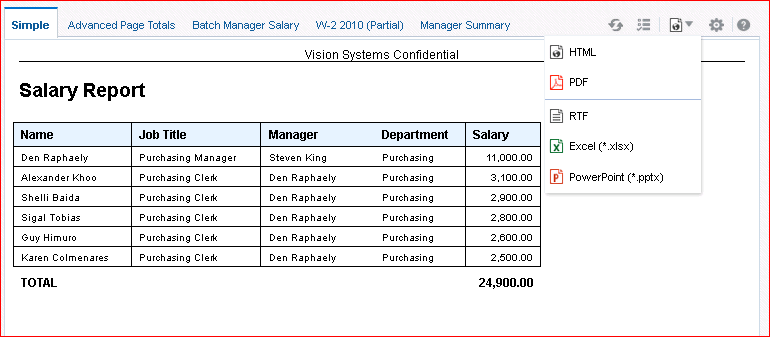 Simple Advanced Page Totals Batch Manager Salary W-2 2010 (Partial) Manager Summary
Vision Systems Confidential
HTML
PDF
RTF
Excel (*.xlsx)
PowerPoint (*.pptx)
Salary Report
Name Job Title Manager Department Salary
Den Raphaely Purchasing Manager Steven King Purchasing 11,000.00
Alexander Khoo Purchasing Clerk Den Raphaely Purchasing 3,100.00
Shelli Baida Purchasing Clerk Den Raphaely Purchasing 2,900.00
Sigal Tobias Purchasing Clerk Den Raphaely Purchasing 2,800.00
Guy Himuro Purchasing Clerk Den Raphaely Purchasing 2,600.00
Karen Colmenares Purchasing Clerk Den Raphaely Purchasing 2,500.00
TOTAL 24,900.00